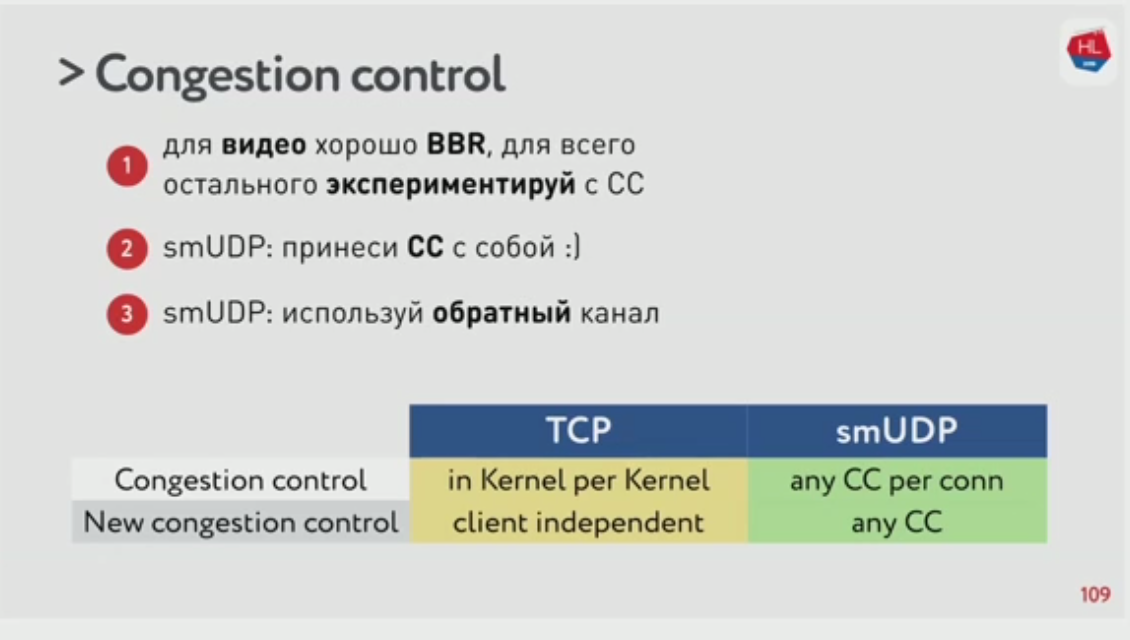 > Congestion control
HL
1 для видео хорошо BBR, для всего
остального экспериментируй с CC
2 smUDP: принеси CC с собой :)
3 smUDP: используй обратный канал
TCP smUDP
Congestion control in Kernel per Kernel any CC per conn
New congestion control client independent any CC
109